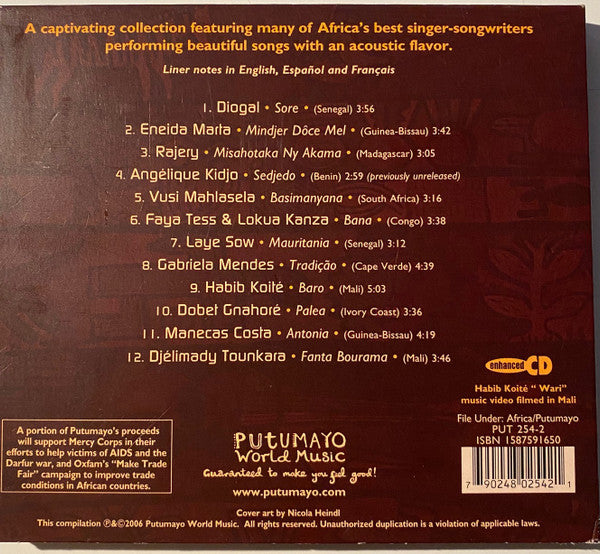 A captivating collection featuring many of Africa's best singer-songwriters
performing beautiful songs with an acoustic flavor.
Liner notes in English, Español and Français
1. Diogal • Sore • (Senegal) 3:56
2. Eneida Marta • Mindjer Dôce Mel • (Guinea-Bissau) 3:42
3. Rajery • Misahotaka Ny Akama • (Madagascar) 3:05
4. Angélique Kidjo • Sedjedo • (Benin) 2:59 (previously unreleased)
5. Vusi Mahlasela • Basimanyana • (South Africa) 3:16
6. Faya Tess & Lokua Kanza • Bana • (Congo) 3:38
7. Laye Sow • Mauritania • (Senegal) 3:12
8. Gabriela Mendes • Tradição • (Cape Verde) 4:39
9. Habib Koité • Baro • (Mali) 5:03
10. Dobet Gnahoré • Palea • (Ivory Coast) 3:36
11. Manecas Costa • Antonia • (Guinea-Bissau) 4:19
12. Djélimady Tounkara • Fanta Bourama • (Mali) 3:46
enhanced CD
Habib Koité " Wari"
music video filmed in Mali
File Under: Africa/Putumayo
PUT 254-2
ISBN 1587591650
7 90248 02542 1
A portion of Putumayo's proceeds
will support Mercy Corps in their
efforts to help victims of AIDS and the
Darfur war, and Oxfam's "Make Trade
Fair" campaign to improve trade
conditions in African countries.
PUTUMAYO
World Music
Guaranteed to make you feel good!
www.putumayo.com
Cover art by Nicola Heindl
This compilation ℗&©2006 Putumayo World Music. All rights reserved. Unauthorized duplication is a violation of applicable laws.